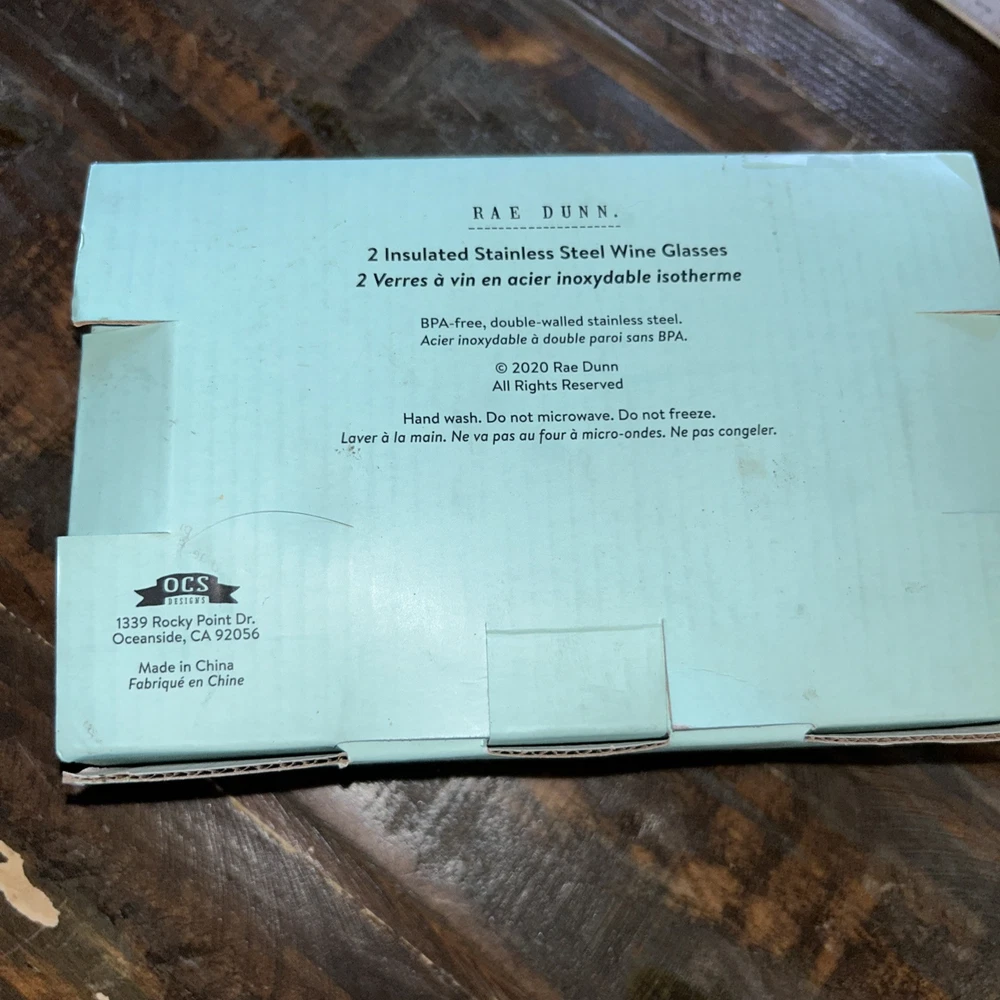 RAE DUNN.
2 Insulated Stainless Steel Wine Glasses
2 Verres à vin en acier inoxydable isotherme
BPA-free, double-walled stainless steel.
Acier inoxydable à double paroi sans BPA.
© 2020 Rae Dunn
All Rights Reserved
Hand wash. Do not microwave. Do not freeze.
Laver à la main. Ne va pas au four à micro-ondes. Ne pas congeler.
OCS
DESIGNS
1339 Rocky Point Dr.
Oceanside, CA 92056
Made in China
Fabriqué en Chine